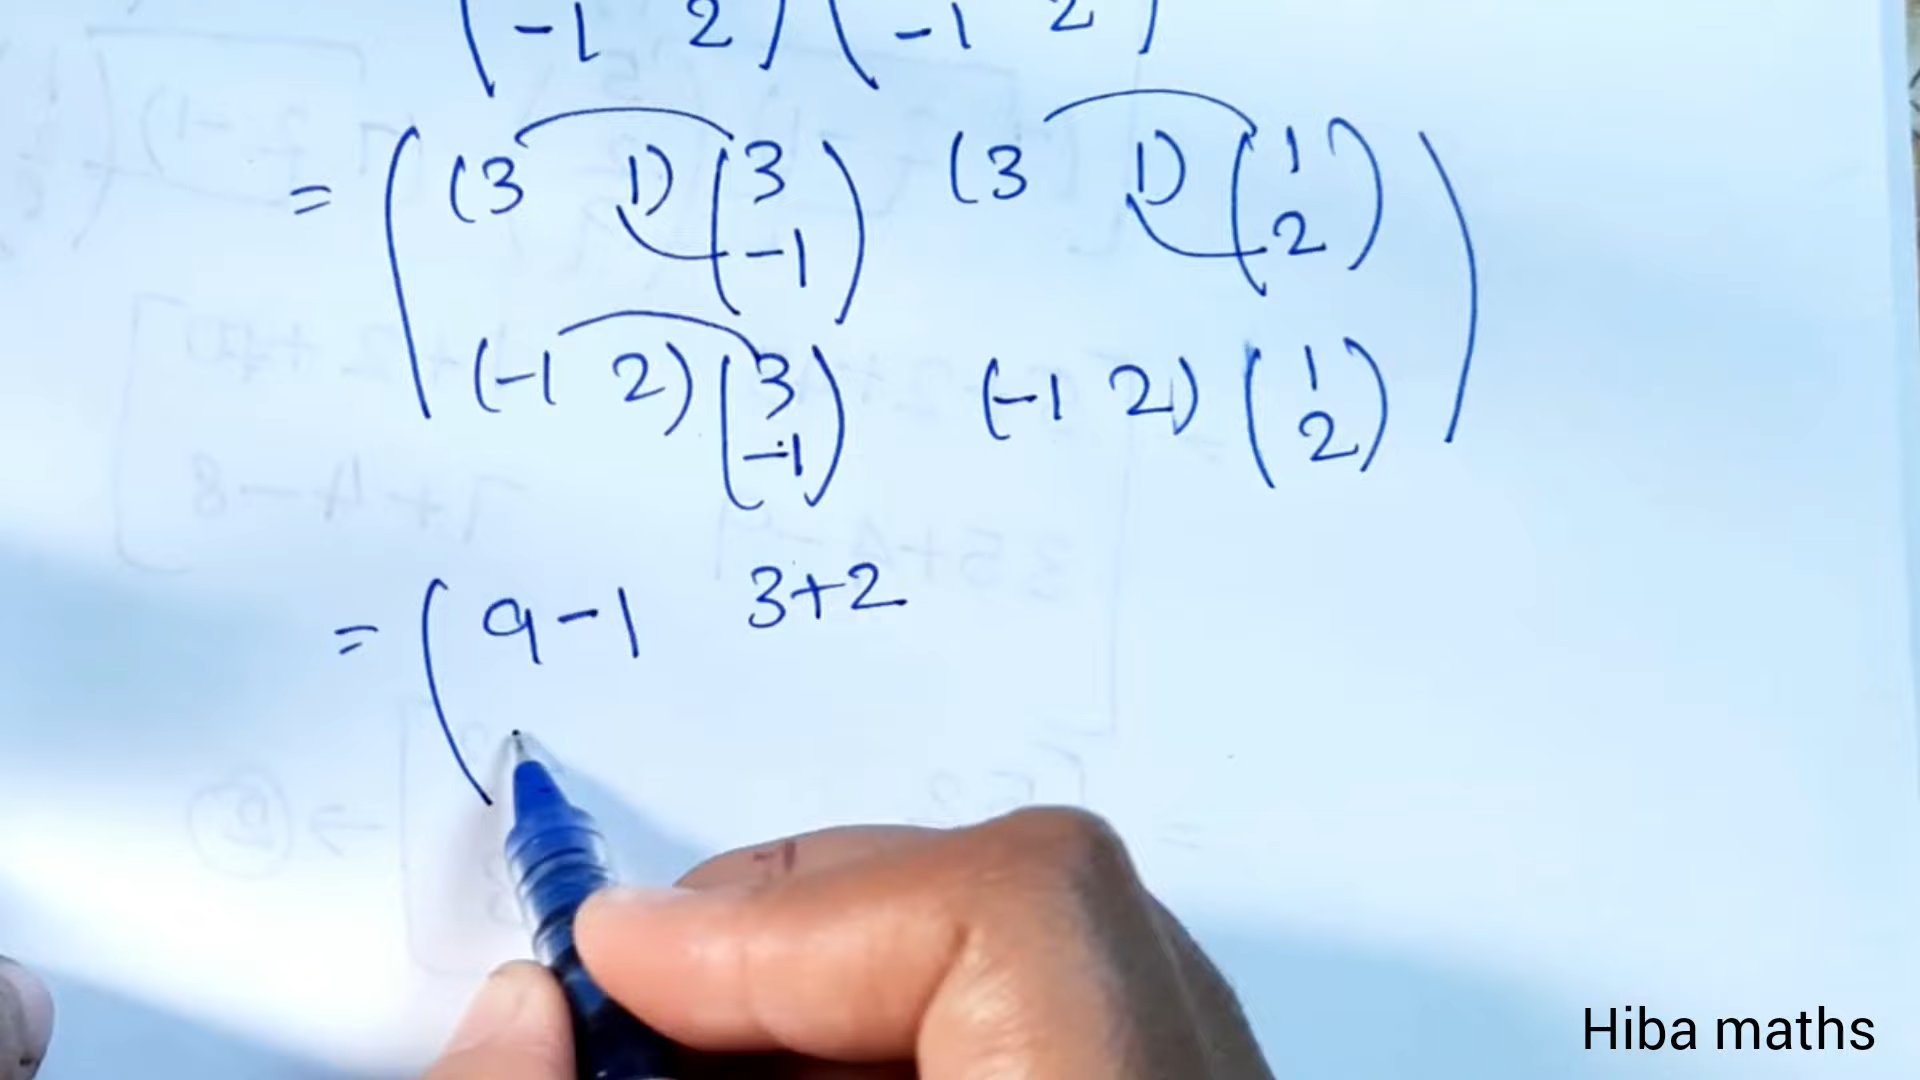 (-1 2) (-1 2)
= ( (3 1) (3 -1) (3 1) (1 2)
(-1 2) (3 -1) (-1 2) (1 2) )
= ( 9-1 3+2
Hiba maths